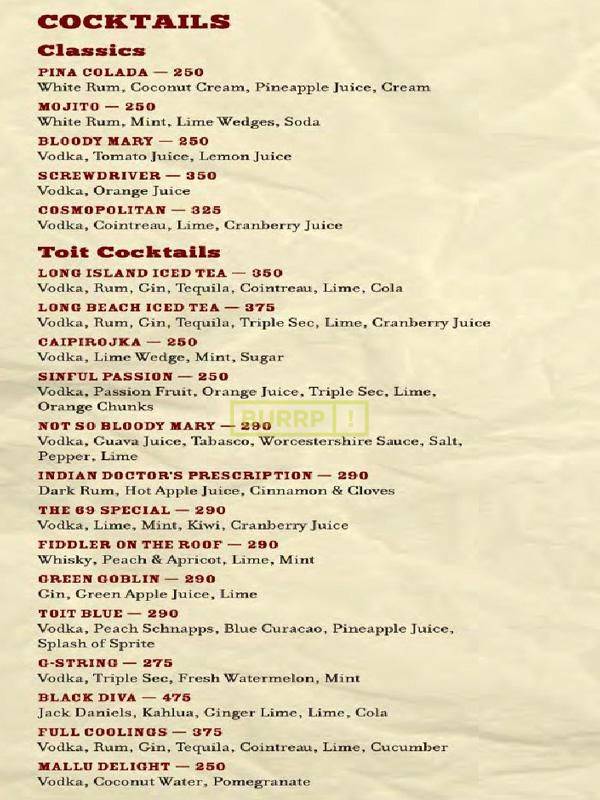 COCKTAILS
Classics
PINA COLADA — 250
White Rum, Coconut Cream, Pineapple Juice, Cream
MOJITO — 250
White Rum, Mint, Lime Wedges, Soda
BLOODY MARY — 250
Vodka, Tomato Juice, Lemon Juice
SCREWDRIVER — 350
Vodka, Orange Juice
COSMOPOLITAN — 325
Vodka, Cointreau, Lime, Cranberry Juice
Toit Cocktails
LONG ISLAND ICED TEA — 350
Vodka, Rum, Gin, Tequila, Cointreau, Lime, Cola
LONG BEACH ICED TEA — 375
Vodka, Rum, Gin, Tequila, Triple Sec, Lime, Cranberry Juice
CAIPIROJKA — 250
Vodka, Lime Wedge, Mint, Sugar
SINFUL PASSION — 250
Vodka, Passion Fruit, Orange Juice, Triple Sec, Lime,
Orange Chunks
BURRP!
NOT SO BLOODY MARY — 290
Vodka, Guava Juice, Tabasco, Worcestershire Sauce, Salt,
Pepper, Lime
INDIAN DOCTOR'S PRESCRIPTION — 290
Dark Rum, Hot Apple Juice, Cinnamon & Cloves
THE 69 SPECIAL — 290
Vodka, Lime, Mint, Kiwi, Cranberry Juice
FIDDLER ON THE ROOF — 290
Whisky, Peach & Apricot, Lime, Mint
GREEN GOBLIN — 290
Gin, Green Apple Juice, Lime
TOIT BLUE — 290
Vodka, Peach Schnapps, Blue Curacao, Pineapple Juice,
Splash of Sprite
G-STRING — 275
Vodka, Triple Sec, Fresh Watermelon, Mint
BLACK DIVA — 475
Jack Daniels, Kahlua, Ginger Lime, Lime, Cola
FULL COOLINGS — 375
Vodka, Rum, Gin, Tequila, Cointreau, Lime, Cucumber
MALLU DELIGHT — 250
Vodka, Coconut Water, Pomegranate